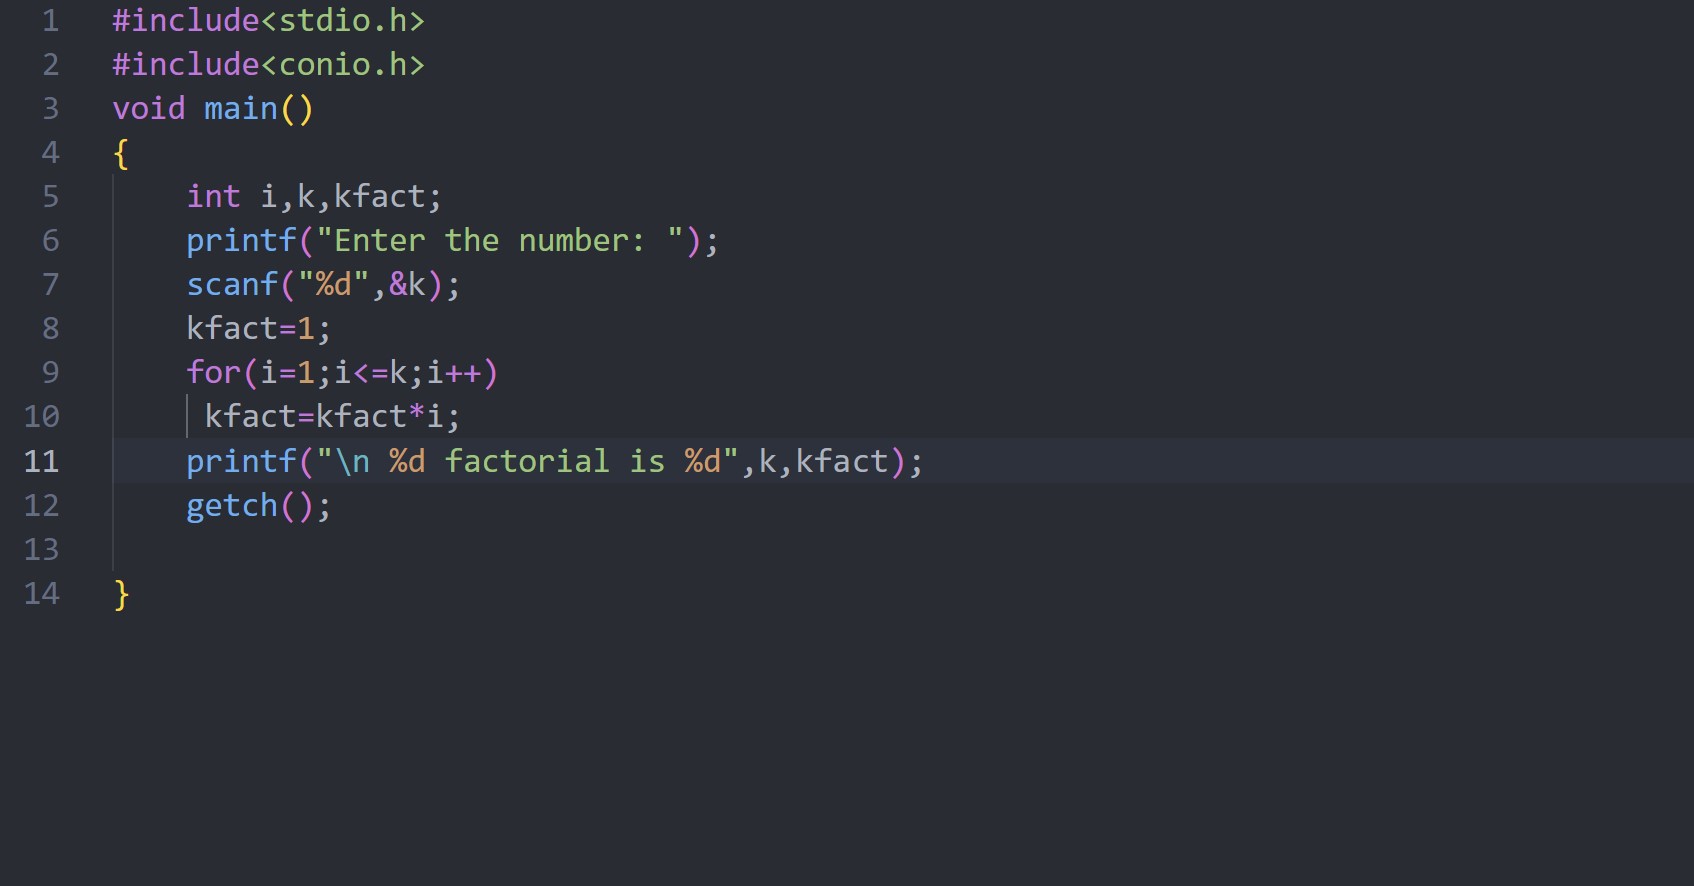 1 #include<stdio.h>
2 #include<conio.h>
3 void main()
4 {
5     int i,k,kfact;
6     printf("Enter the number: ");
7     scanf("%d",&k);
8     kfact=1;
9     for(i=1;i<=k;i++)
10      kfact=kfact*i;
11     printf("\n %d factorial is %d",k,kfact);
12     getch();
13
14 }